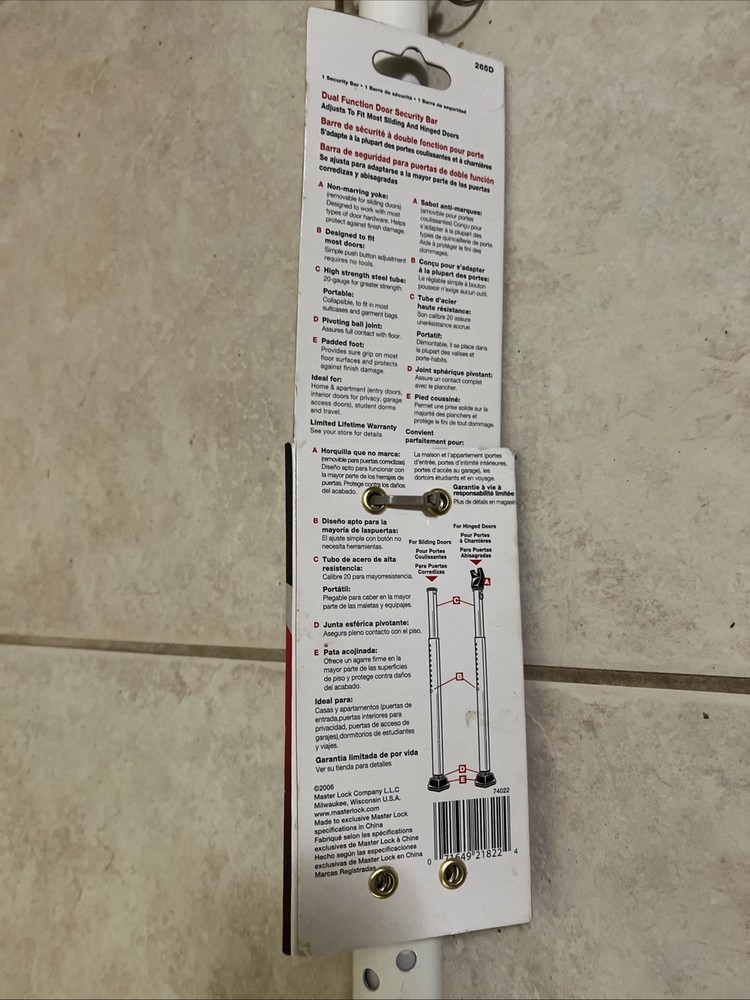 265D
1 Security Bar • 1 Barre de sécurité • 1 Barra de seguridad
Dual Function Door Security Bar
Adjusts To Fit Most Sliding And Hinged Doors
Barre de sécurité à double fonction pour porte
S'adapte à la plupart des portes coulissantes et à charnières
Barra de seguridad para puertas de doble función
Se ajusta para adaptarse a la mayor parte de las puertas
corredizas y abisagradas
A Non-marring yoke:
(removable for sliding doors)
Designed to work with most
types of door hardware. Helps
protect against finish damage.
B Designed to fit
most doors:
Simple push button adjustment
requires no tools.
C High strength steel tube:
20-gauge for greater strength.
Portable:
Collapsible, to fit in most
suitcases and garment bags.
D Pivoting ball joint:
Assures full contact with floor.
E Padded foot:
Provides sure grip on most
floor surfaces and protects
against finish damage.
Ideal for:
Home & apartment (entry doors,
interior doors for privacy, garage
access doors), student dorms
and travel.
Limited Lifetime Warranty
See your store for details
A Sabot anti-marques:
(amovible pour portes
coulissantes) Conçu pour
s'adapter à la plupart des
types de quincaillerie de porte.
Aide à protéger le fini des
dommages.
B Conçu pour s'adapter
à la plupart des portes:
Le réglable simple à bouton
poussoir n'exige aucun outil.
C Tube d'acier
haute résistance:
Son calibre 20 assure
unerésistance accrue.
Portatif:
Démontable, il se place dans
la plupart des valises et
porte-habits.
D Joint sphérique pivotant:
Assure un contact complet
avec le plancher.
E Pied coussiné:
Permet une prise solide sur la
majorité des planchers et
protège le fini de tout dommage.
Convient
parfaitement pour:
La maison et l'appartement (portes
d'entrée, portes d'intimité intérieures,
portes d'accès au garage), les
dortoirs étudiants et en voyage.
Garantie à vie à
responsabilité limitée
Plus de détails en magasin
A Horquilla que no marca:
(removible para puertas corredizas)
Diseño apto para funcionar con
la mayor parte de los herrajes de
puertas. Protege contra los daños
del acabado.
B Diseño apto para la
mayoría de laspuertas:
El ajuste simple con botón no
necesita herramientas.
C Tubo de acero de alta
resistencia:
Calibre 20 para mayorresistencia.
Portátil:
Plegable para caber en la mayor
parte de las maletas y equipajes.
D Junta esférica pivotante:
Asegura pleno contacto con el piso.
E Pata acojinada:
Ofrece un agarre firme en la
mayor parte de las superficies
de piso y protege contra daños
del acabado.
Ideal para:
Casas y apartamentos (puertas de
entrada,puertas interiores para
privacidad, puertas de acceso de
garajes),dormitorios de estudiantes
y viajes.
Garantía limitada de por vida
Ver su tienda para detalles
For Sliding Doors
Pour Portes
Coulissantes
Para Puertas
Corredizas
For Hinged Doors
Pour Portes
à Charnières
Para Puertas
Abisagradas
A
C
B
D
E
©2006
Master Lock Company L.L.C
Milwaukee, Wisconsin U.S.A.
www.masterlock.com
Made to exclusive Master Lock
specifications in China
Fabriqué selon les spécifications
exclusives de Master Lock à Chine
Hecho según las especificaciones
exclusivas de Master Lock en China
Marcas Registradas
74022
0 71649 21822 4